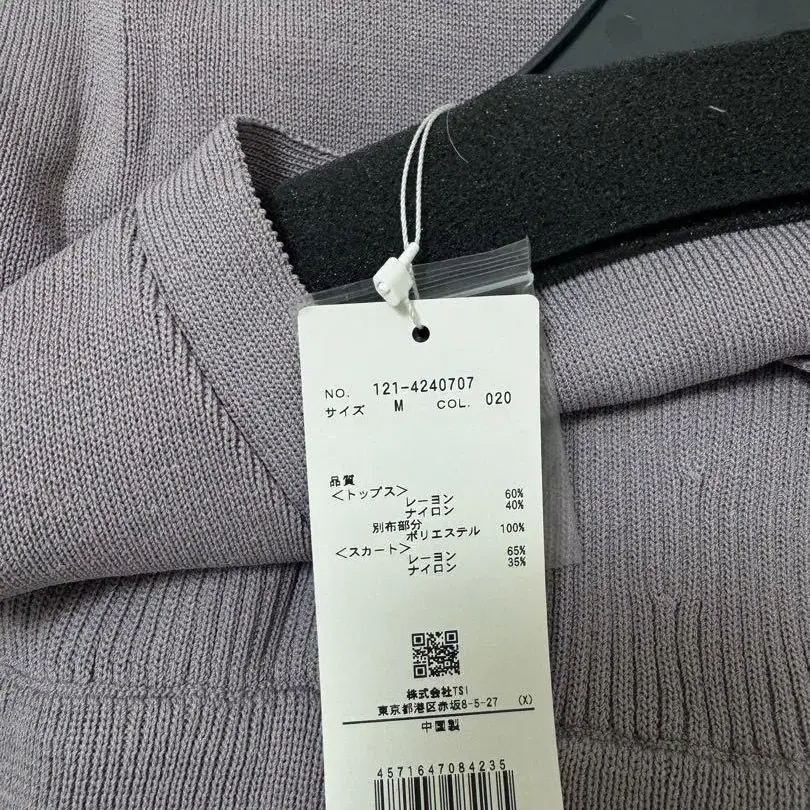 NO. 121-4240707
サイズ M COL. 020
品質
<トップス>
レーヨン 60%
ナイロン 40%
別布部分
ポリエステル 100%
<スカート>
レーヨン 65%
ナイロン 35%
株式会社TSI
東京都港区赤坂8-5-27 (X)
中国製
4571647084235